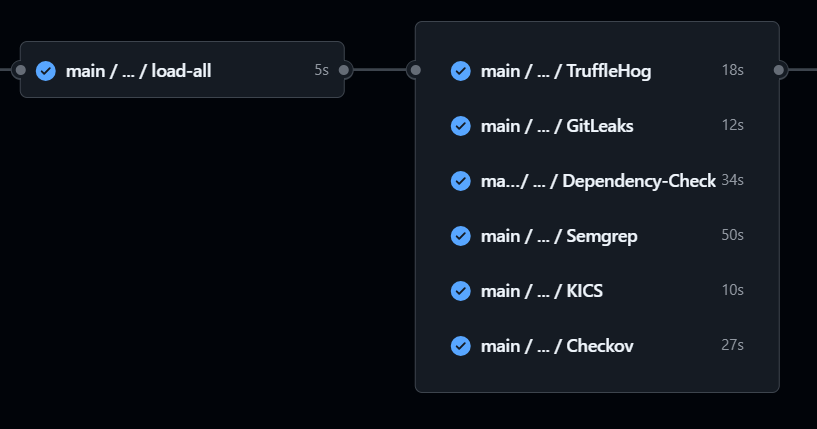 main / ... / load-all 5s
main / ... / TruffleHog 18s
main / ... / GitLeaks 12s
ma.../ ... / Dependency-Check 34s
main / ... / Semgrep 50s
main / ... / KICS 10s
main / ... / Checkov 27s